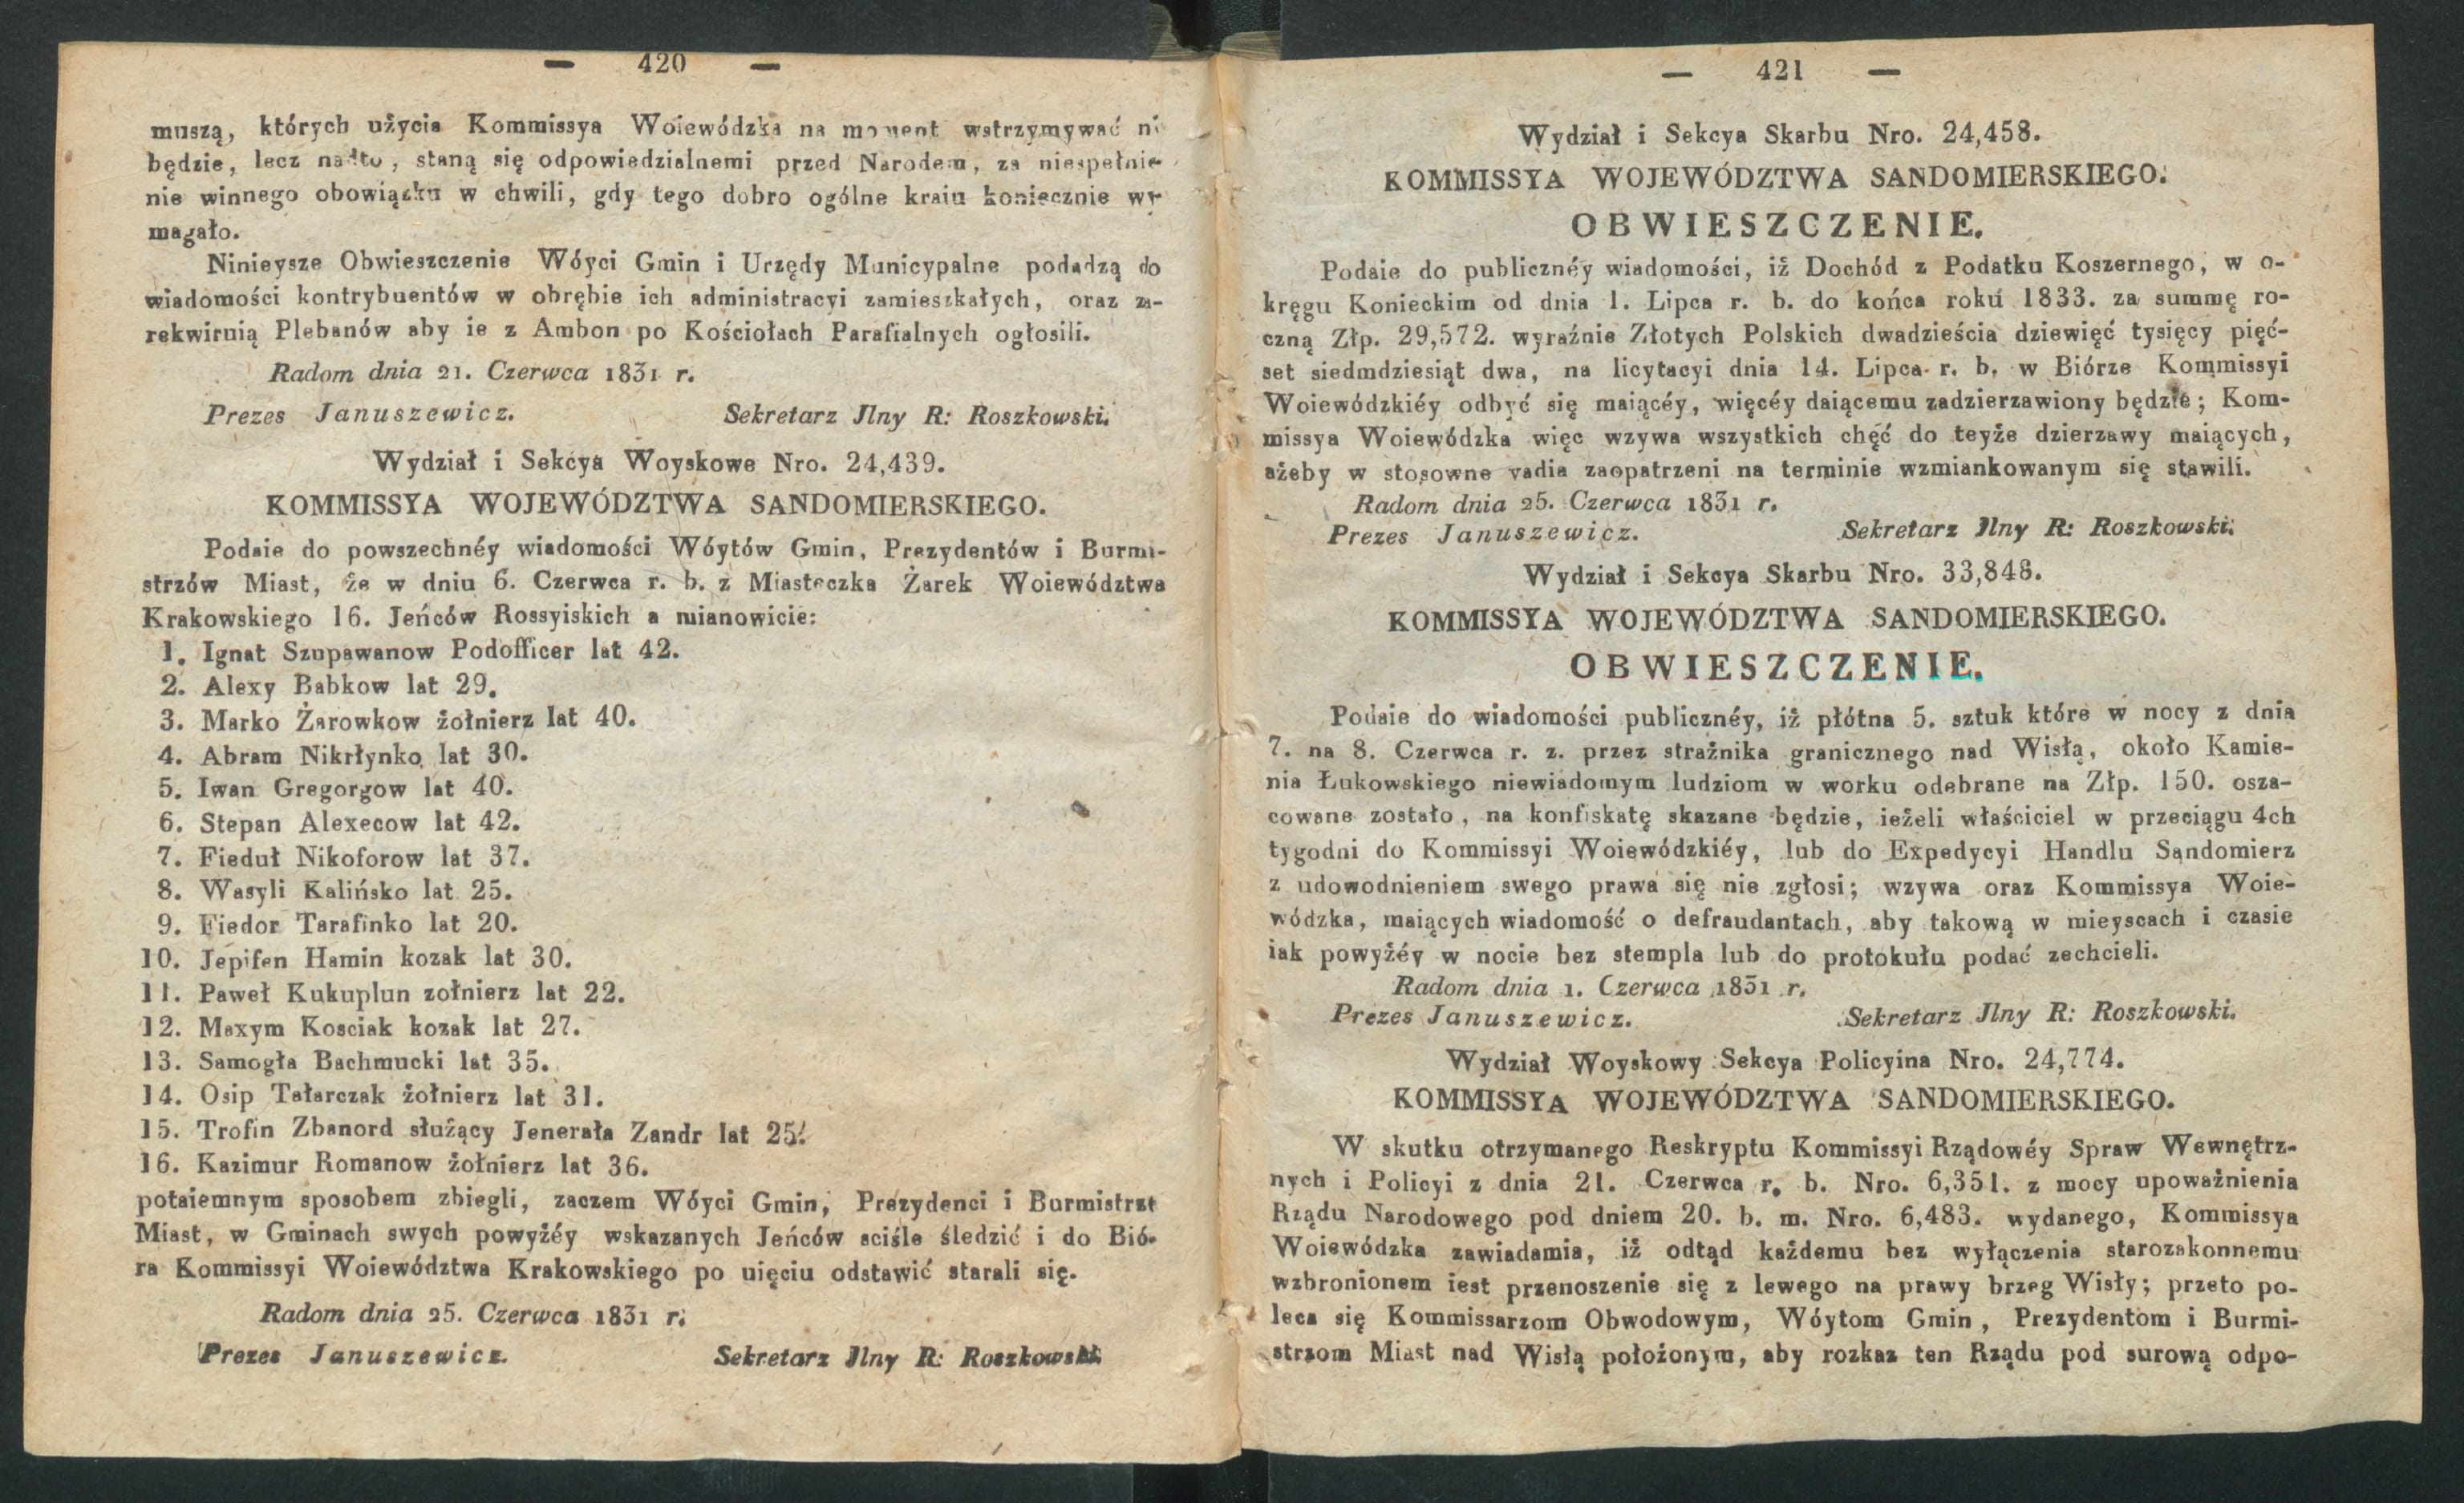 — 420 —
muszą, których użycia Kommissya Woiewódzka na moment wstrzymywać
będzie, lecz nadto, staną się odpowiedzialnemi przed Narodem, za niespełnie-
nie winnego obowiązku w chwili, gdy tego dobro ogólne kraiu koniecznie wy-
magało.
Ninieysze Obwieszczenie Wóyci Gmin i Urzędy Municypalne podadzą do
wiadomości kontrybuentów w obrębie ich administracyi zamieszkałych, oraz za-
rekwiruią Plebanów aby ie z Ambon po Kościołach Parafialnych ogłosili.
Radom dnia 21. Czerwca 1831 r.
Prezes Januszewicz. Sekretarz Jlny R: Roszkowski.
Wydział i Sekcya Woyskowe Nro. 24,439.
KOMMISSYA WOJEWÓDZTWA SANDOMIERSKIEGO.
Podaie do powszechnéy wiadomości Wóytów Gmin, Prezydentów i Burmi-
strzów Miast, że w dniu 6. Czerwca r. b. z Miasteczka Żarek Woiewództwa
Krakowskiego 16. Jeńców Rossyiskich a mianowicie:
1. Ignat Szupawanow Podofficer lat 42.
2. Alexy Babkow lat 29.
3. Marko Żarowkow żołnierz lat 40.
4. Abram Nikrłynko lat 30.
5. Iwan Gregorgow lat 40.
6. Stepan Alexecow lat 42.
7. Fieduł Nikoforow lat 37.
8. Wasyli Kalińsko lat 25.
9. Fiedor Tarafinko lat 20.
10. Jepifen Hamin kozak lat 30.
11. Paweł Kukuplun zołnierz lat 22.
12. Maxym Kosciak kozak lat 27.
13. Samogła Bachmucki lat 35.
14. Osip Tałarczak żołnierz lat 31.
15. Trofin Zbanord służący Jenerała Zandr lat 25.
16. Kazimur Romanow żołnierz lat 36.
potaiemnym sposobem zbiegli, zaczem Wóyci Gmin, Prezydenci i Burmistrze
Miast, w Gminach swych powyżéy wskazanych Jeńców sciśle śledzić i do Bió-
ra Kommissyi Woiewództwa Krakowskiego po uięciu odstawić starali się.
Radom dnia 25. Czerwca 1831 r.
Prezes Januszewicz. Sekretarz Jlny R: Roszkowski.
— 421 —
Wydział i Sekcya Skarbu Nro. 24,458.
KOMMISSYA WOJEWÓDZTWA SANDOMIERSKIEGO.
OBWIESZCZENIE.
Podaie do publicznéy wiadomości, iż Dochód z Podatku Koszernego, w o-
kręgu Konieckim od dnia 1. Lipca r. b. do końca roku 1833. za summę ro-
czną Złp. 29,572. wyraźnie Złotych Polskich dwadzieścia dziewięć tysięcy pięć-
set siedmdziesiąt dwa, na licytacyi dnia 14. Lipca r. b. w Biórze Kommissyi
Woiewódzkiéy odbyć się maiącéy, więcéy daiącemu zadzierzawiony będzie; Kom-
missya Woiewódzka więc wzywa wszystkich chęć do teyże dzierzawy maiących,
ażeby w stosowne vadia zaopatrzeni na terminie wzmiankowanym się stawili.
Radom dnia 25. Czerwca 1831 r.
Prezes Januszewicz. Sekretarz Jlny R: Roszkowski.
Wydział i Sekcya Skarbu Nro. 33,848.
KOMMISSYA WOJEWÓDZTWA SANDOMIERSKIEGO.
OBWIESZCZENIE.
Podaie do wiadomości publicznéy, iż płótna 5. sztuk które w nocy z dnia
7. na 8. Czerwca r. z. przez strażnika granicznego nad Wisłą, około Kamie-
nia Łukowskiego niewiadomym ludziom w worku odebrane na Złp. 150. osza-
cowane zostało, na konfiskatę skazane będzie, ieżeli właściciel w przeciągu 4ch
tygodni do Kommissyi Woiewódzkiéy, lub do Expedycyi Handlu Sandomierz
z udowodnieniem swego prawa się nie zgłosi; wzywa oraz Kommissya Woie-
wódzka, maiących wiadomość o defraudantach, aby takową w mieyscach i czasie
iak powyżéy w nocie bez stempla lub do protokułu podać zechcieli.
Radom dnia 1. Czerwca 1831 r.
Prezes Januszewicz. Sekretarz Jlny R: Roszkowski.
Wydział Woyskowy Sekcya Policyina Nro. 24,774.
KOMMISSYA WOJEWÓDZTWA SANDOMIERSKIEGO.
W skutku otrzymanego Reskryptu Kommissyi Rządowéy Spraw Wewnętrz-
nych i Policyi z dnia 21. Czerwca r. b. Nro. 6,351. z mocy upoważnienia
Rządu Narodowego pod dniem 20. b. m. Nro. 6,483. wydanego, Kommissya
Woiewódzka zawiadamia, iż odtąd każdemu bez wyłączenia starozakonnemu
wzbronionem iest przenoszenie się z lewego na prawy brzeg Wisły; przeto po-
leca się Kommissarzom Obwodowym, Wóytom Gmin, Prezydentom i Burmi-
strzom Miast nad Wisłą położonym, aby rozkaz ten Rządu pod surową odpo-